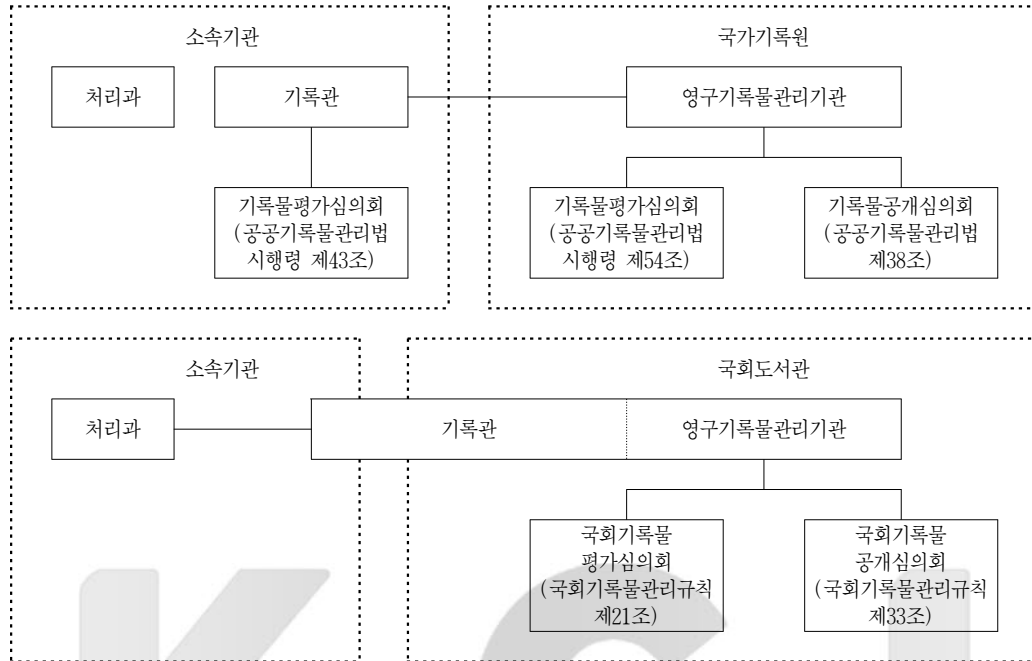 소속기관
국가기록원
처리과
기록관
영구기록물관리기관
기록물평가심의회
(공공기록물관리법
시행령 제43조)
기록물평가심의회
(공공기록물관리법
시행령 제54조)
기록물공개심의회
(공공기록물관리법
제38조)
소속기관
국회도서관
처리과
기록관
영구기록물관리기관
국회기록물
평가심의회
(국회기록물관리규칙
제21조)
국회기록물
공개심의회
(국회기록물관리규칙
제33조)